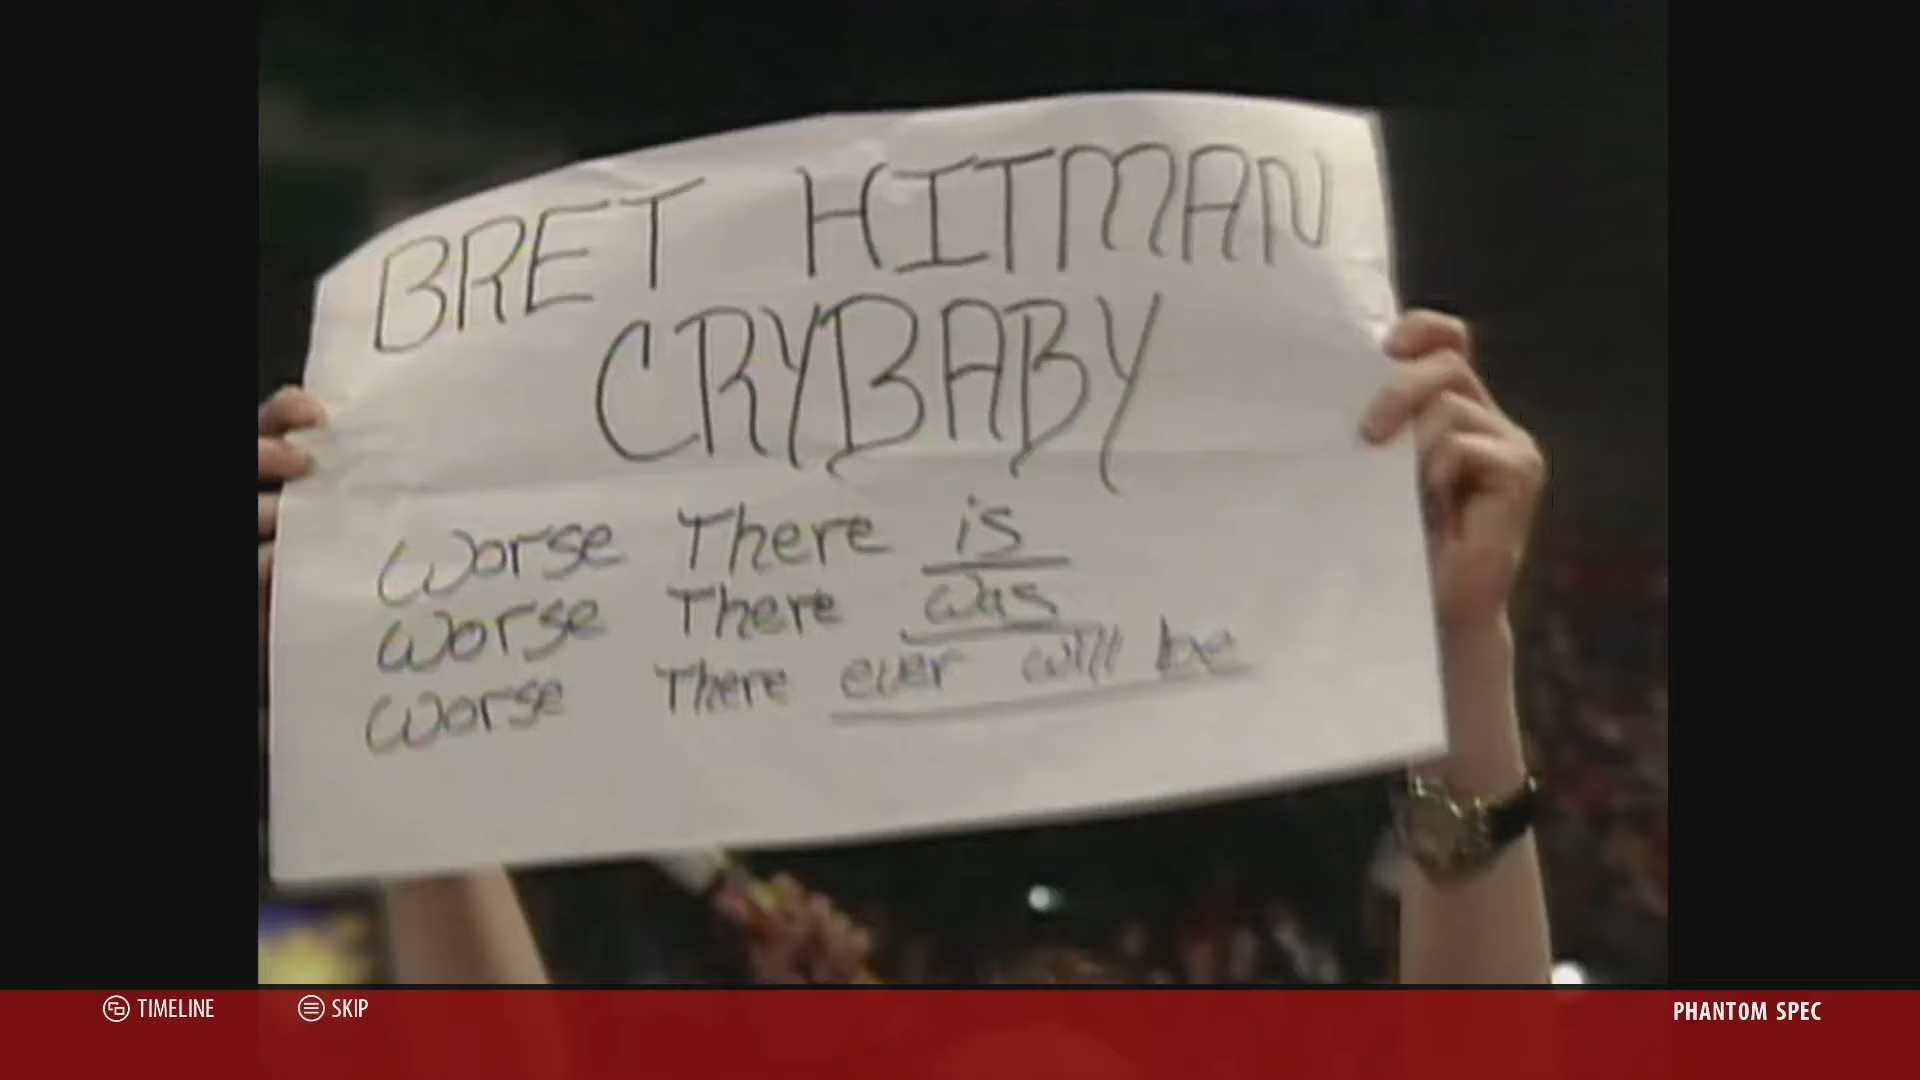 BRET HITMAN
CRYBABY
Worse There is
Worse There was
Worse There ever will be
TIMELINE SKIP PHANTOM SPEC